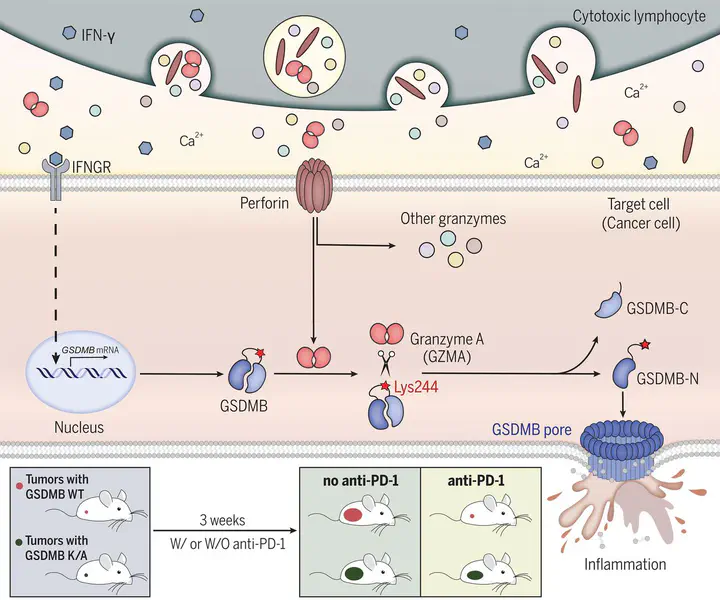 Cytotoxic lymphocyte
IFN-γ
Ca2+
Ca2+
Ca2+
IFNGR
Perforin
Target cell
(Cancer cell)
Other granzymes
GSDMB-C
GSDMB mRNA
Granzyme A
(GZMA)
GSDMB-N
Lys244
GSDMB
Nucleus
GSDMB pore
Tumors with
GSDMB WT
Tumors with
GSDMB K/A
3 weeks
W/ or W/O anti-PD-1
no anti-PD-1
anti-PD-1
Inflammation